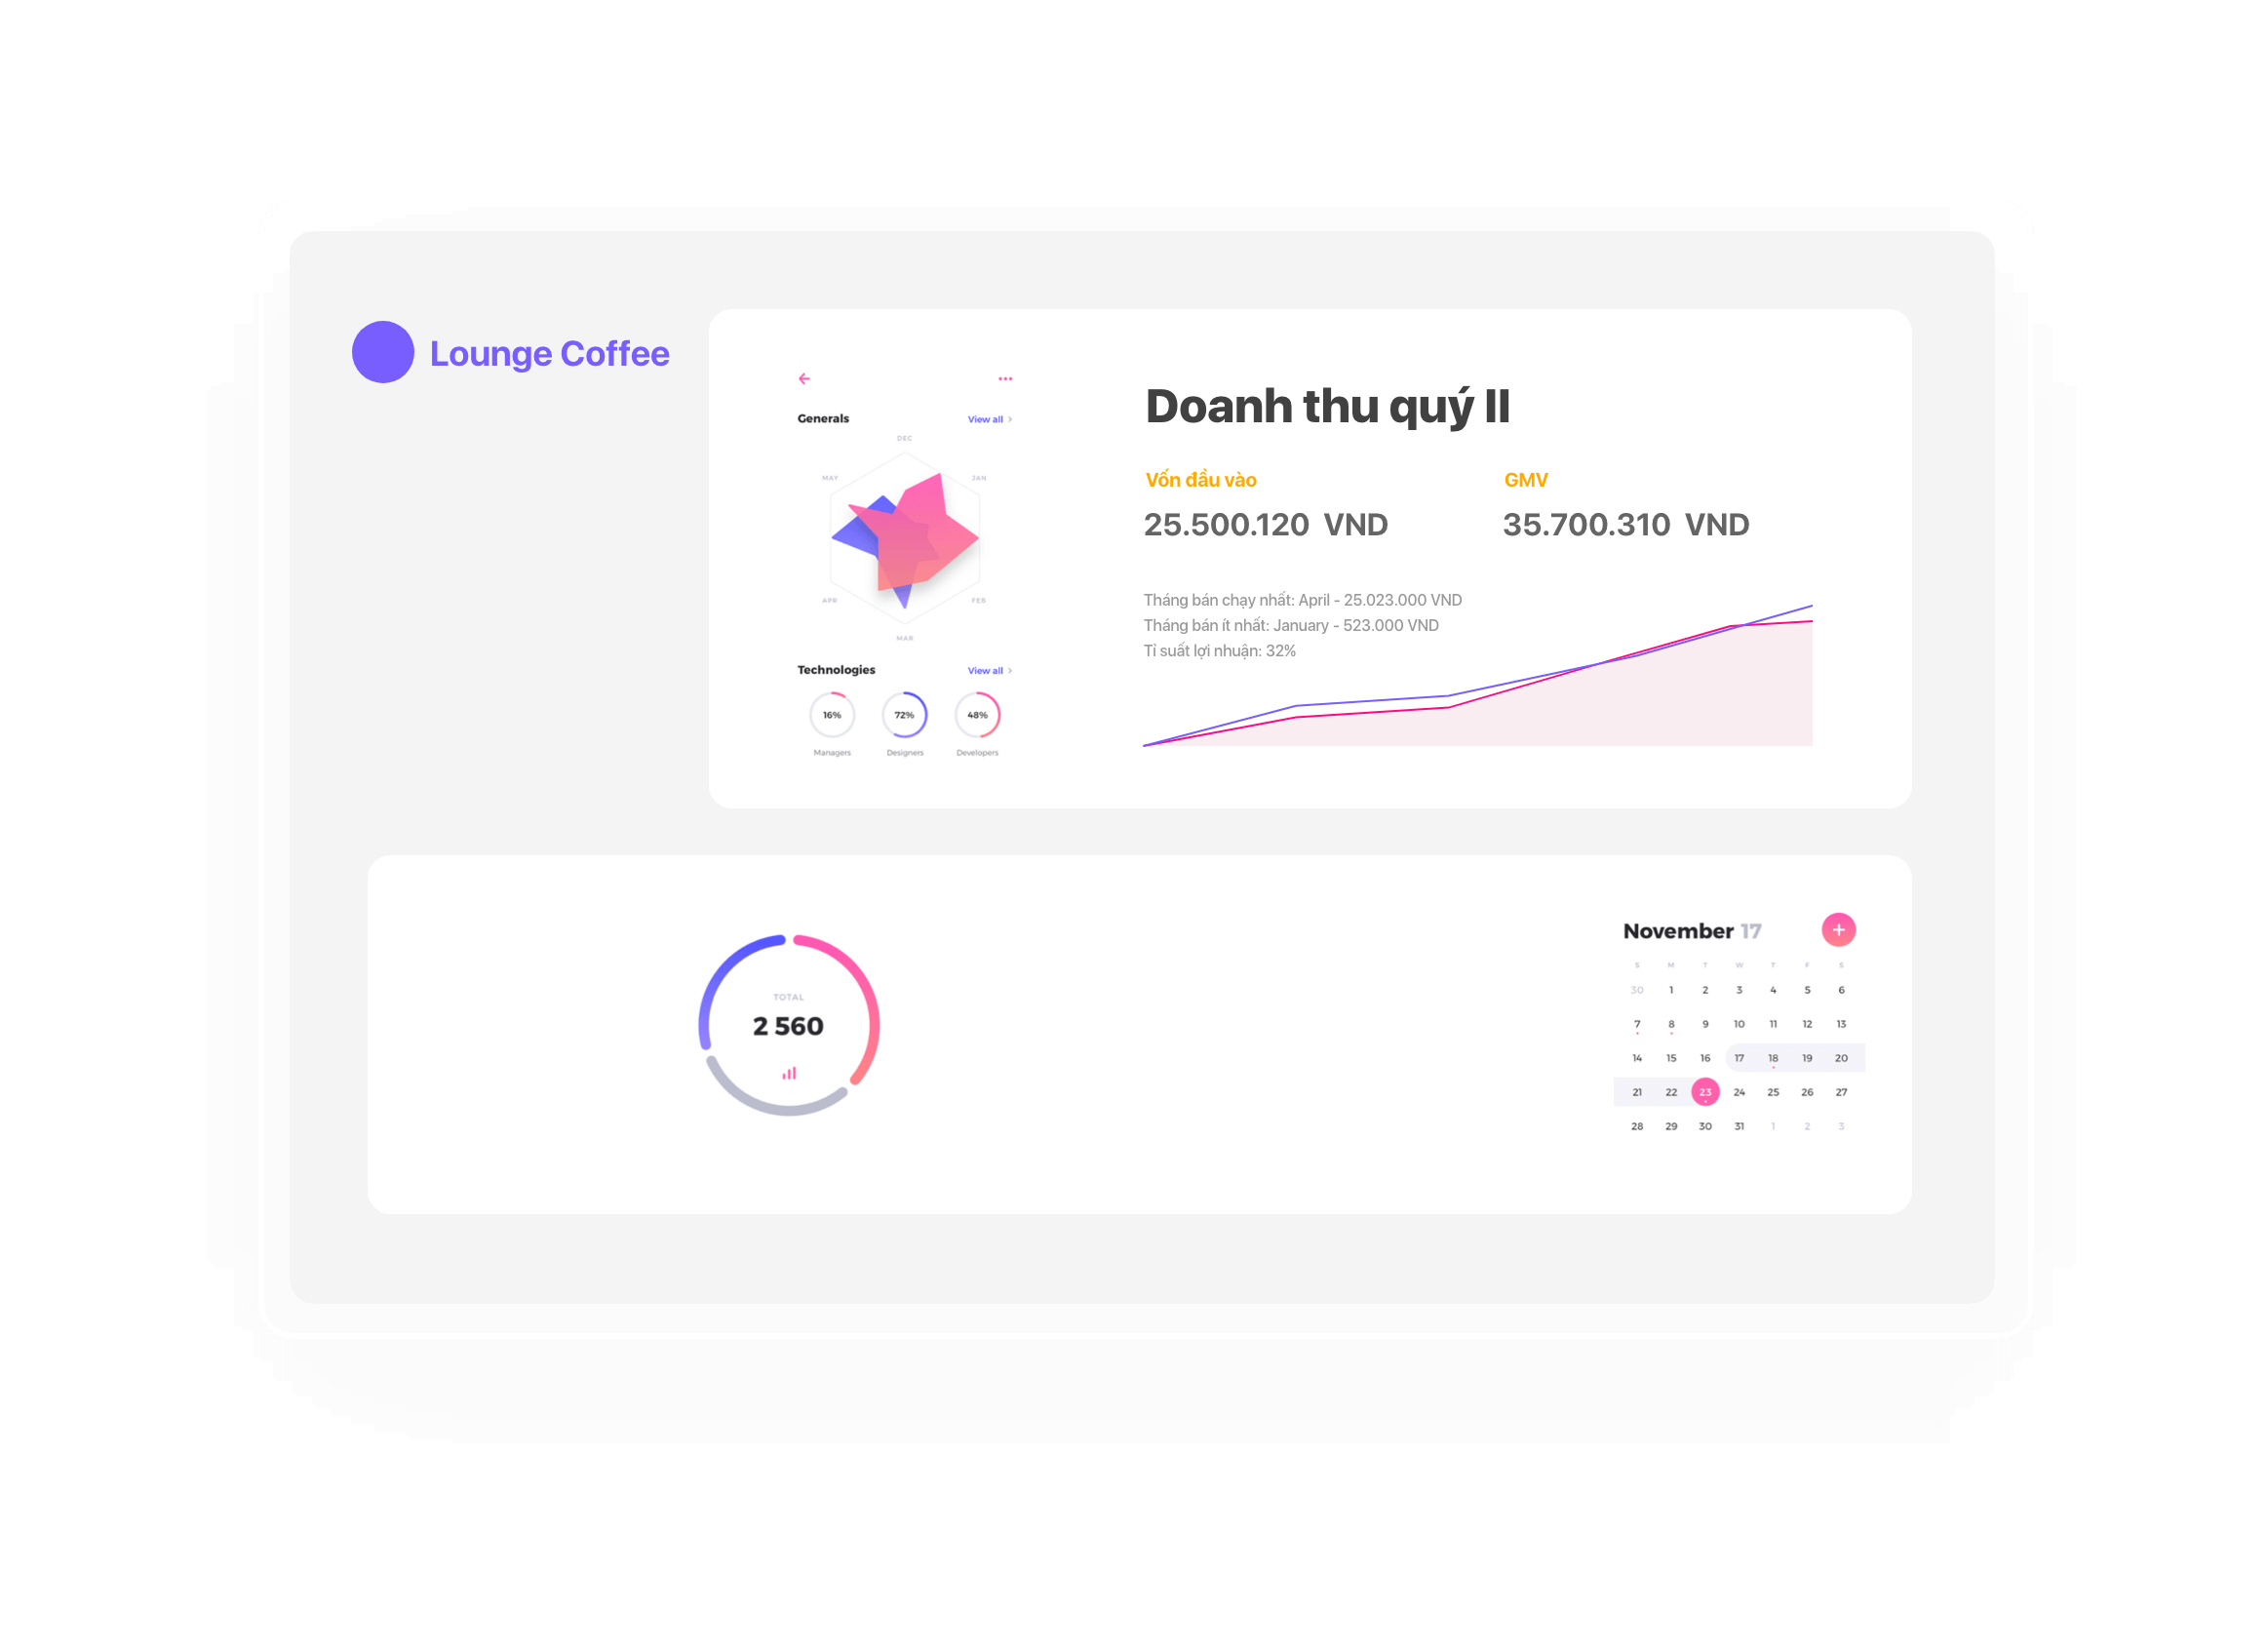 Lounge Coffee
Generals
View all >
DEC
MAY
JAN
APR
FEB
MAR
Technologies
View all >
16%
72%
48%
Managers
Designers
Developers
Doanh thu quý II
Vốn đầu vào
GMV
25.500.120 VND
35.700.310 VND
Tháng bán chạy nhất: April - 25.023.000 VND
Tháng bán ít nhất: January - 523.000 VND
Tỉ suất lợi nhuận: 32%
TOTAL
2 560
November 17
+
S M T W T F S
30 1 2 3 4 5 6
7 8 9 10 11 12 13
14 15 16 17 18 19 20
21 22 23 24 25 26 27
28 29 30 31 1 2 3